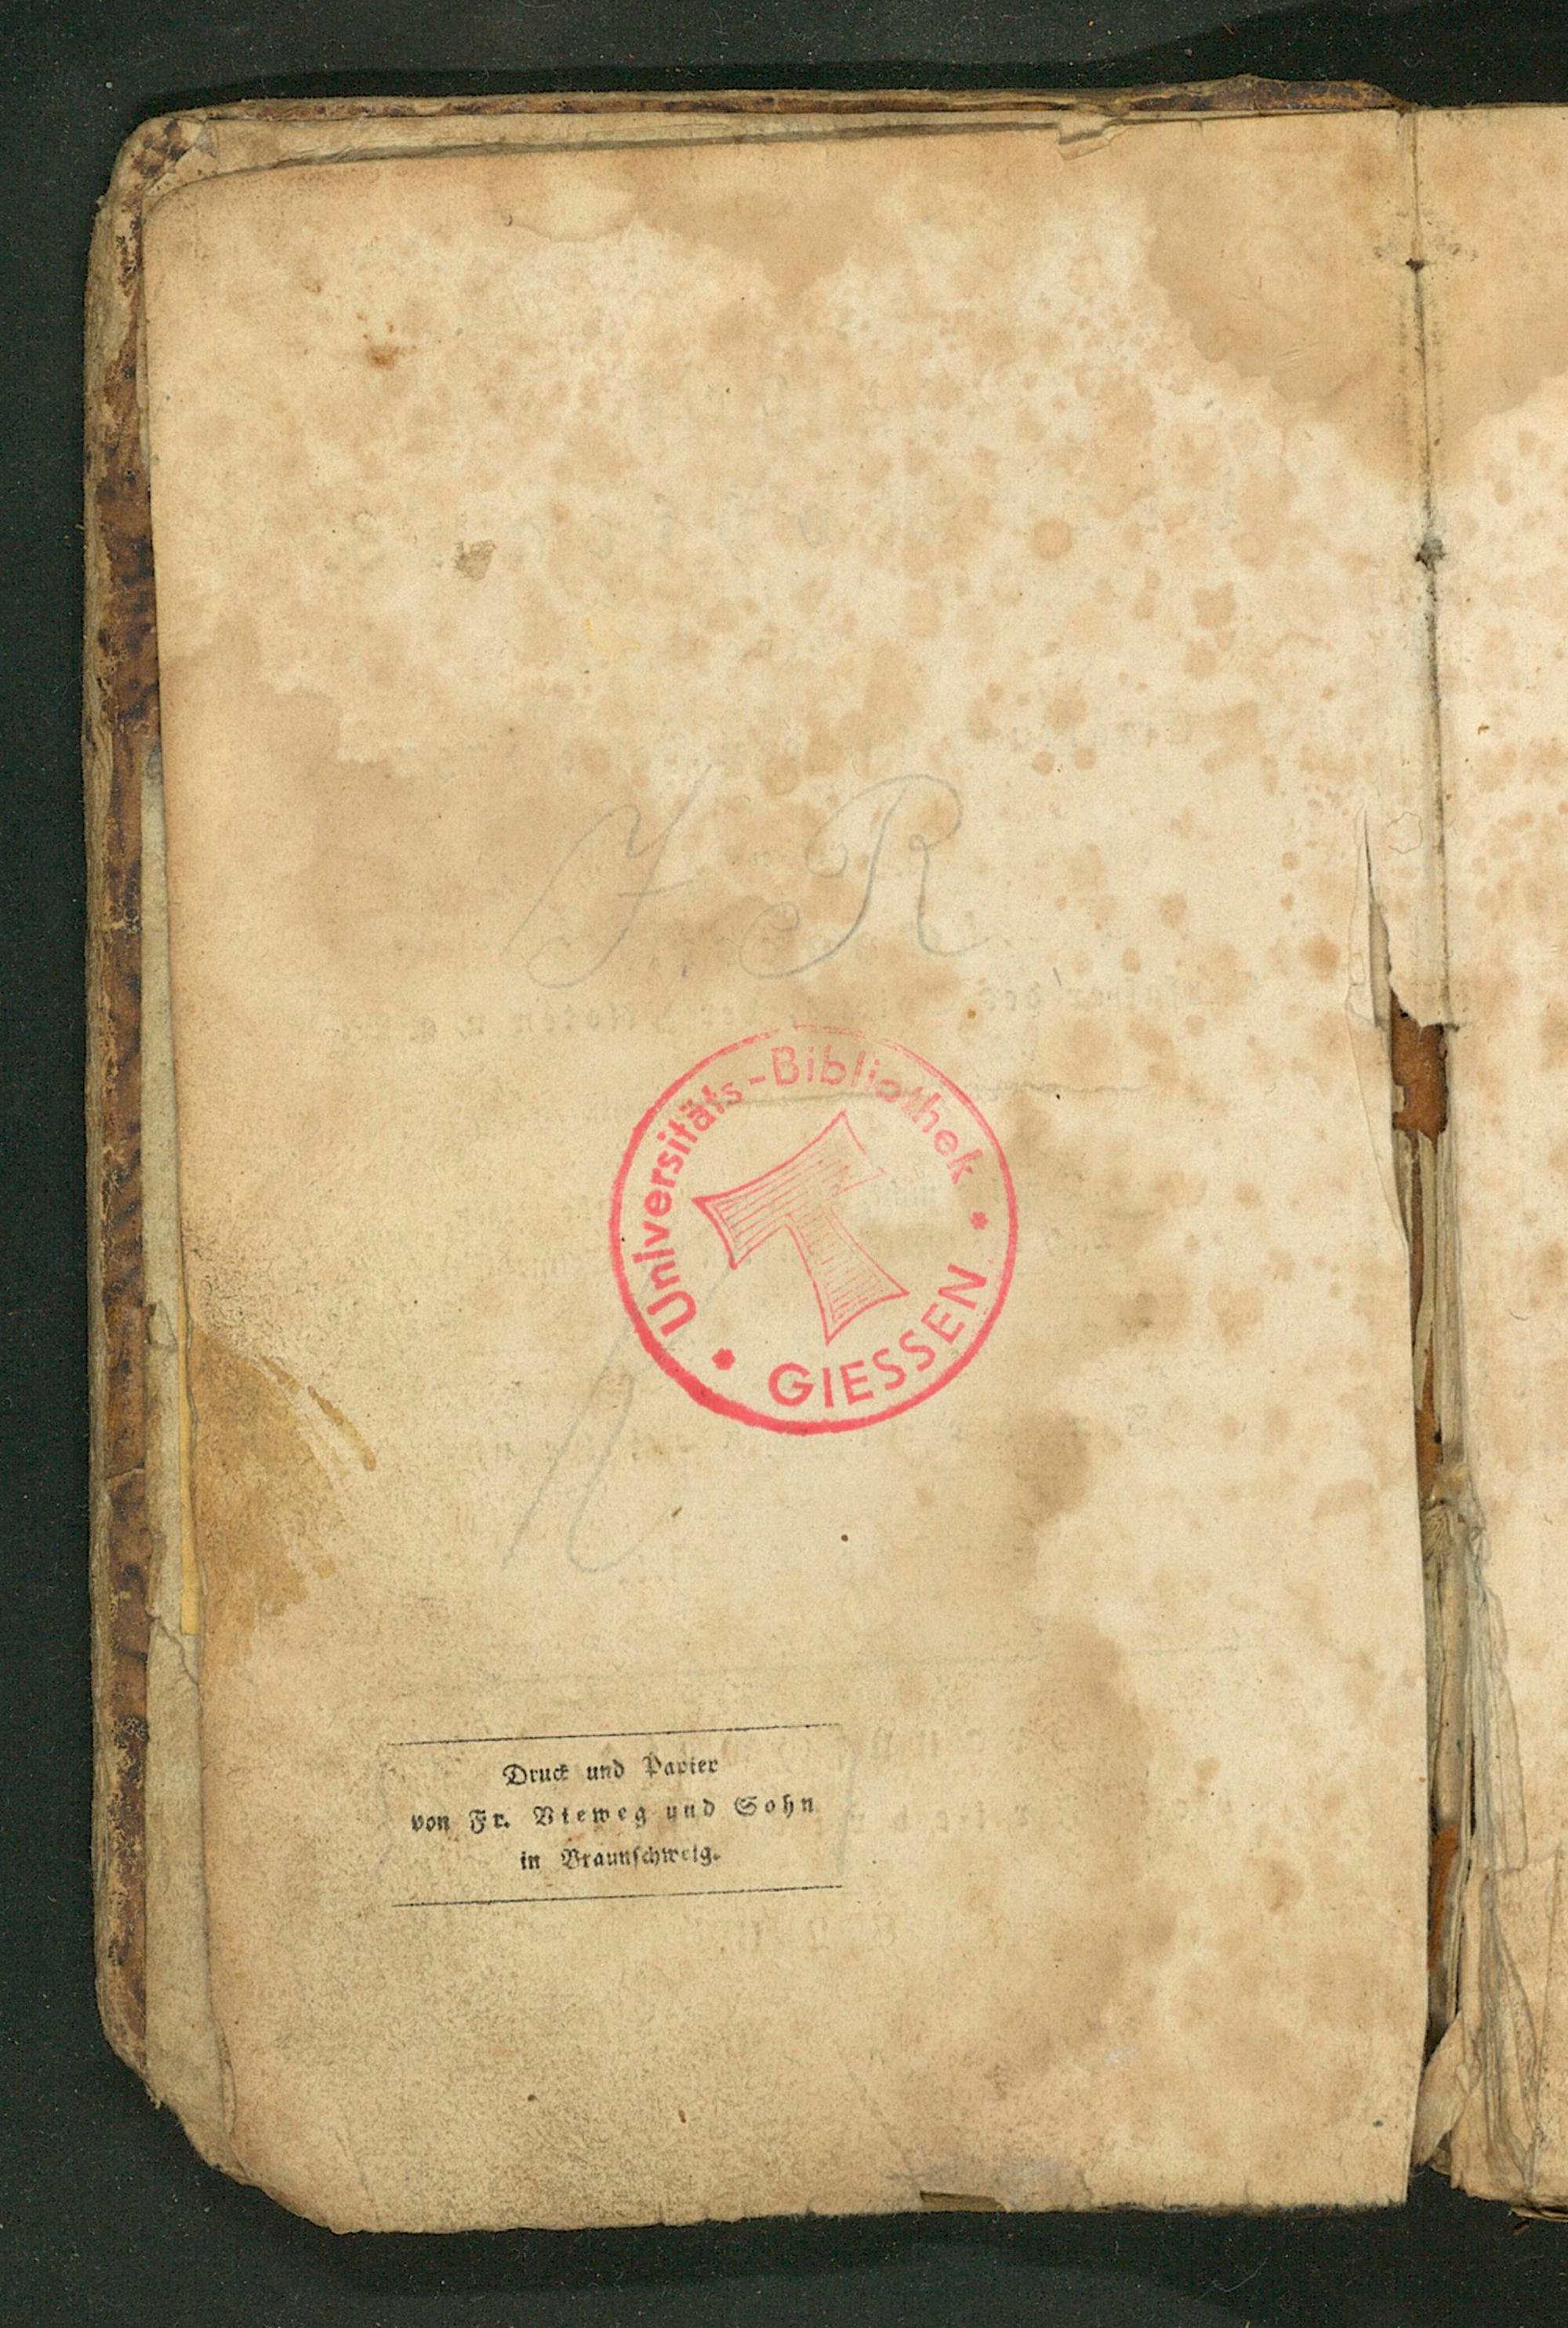 J R
Universitäts-Bibliothek
GIESSEN
Druck und Papier
von Fr. Vieweg und Sohn
in Braunschweig.